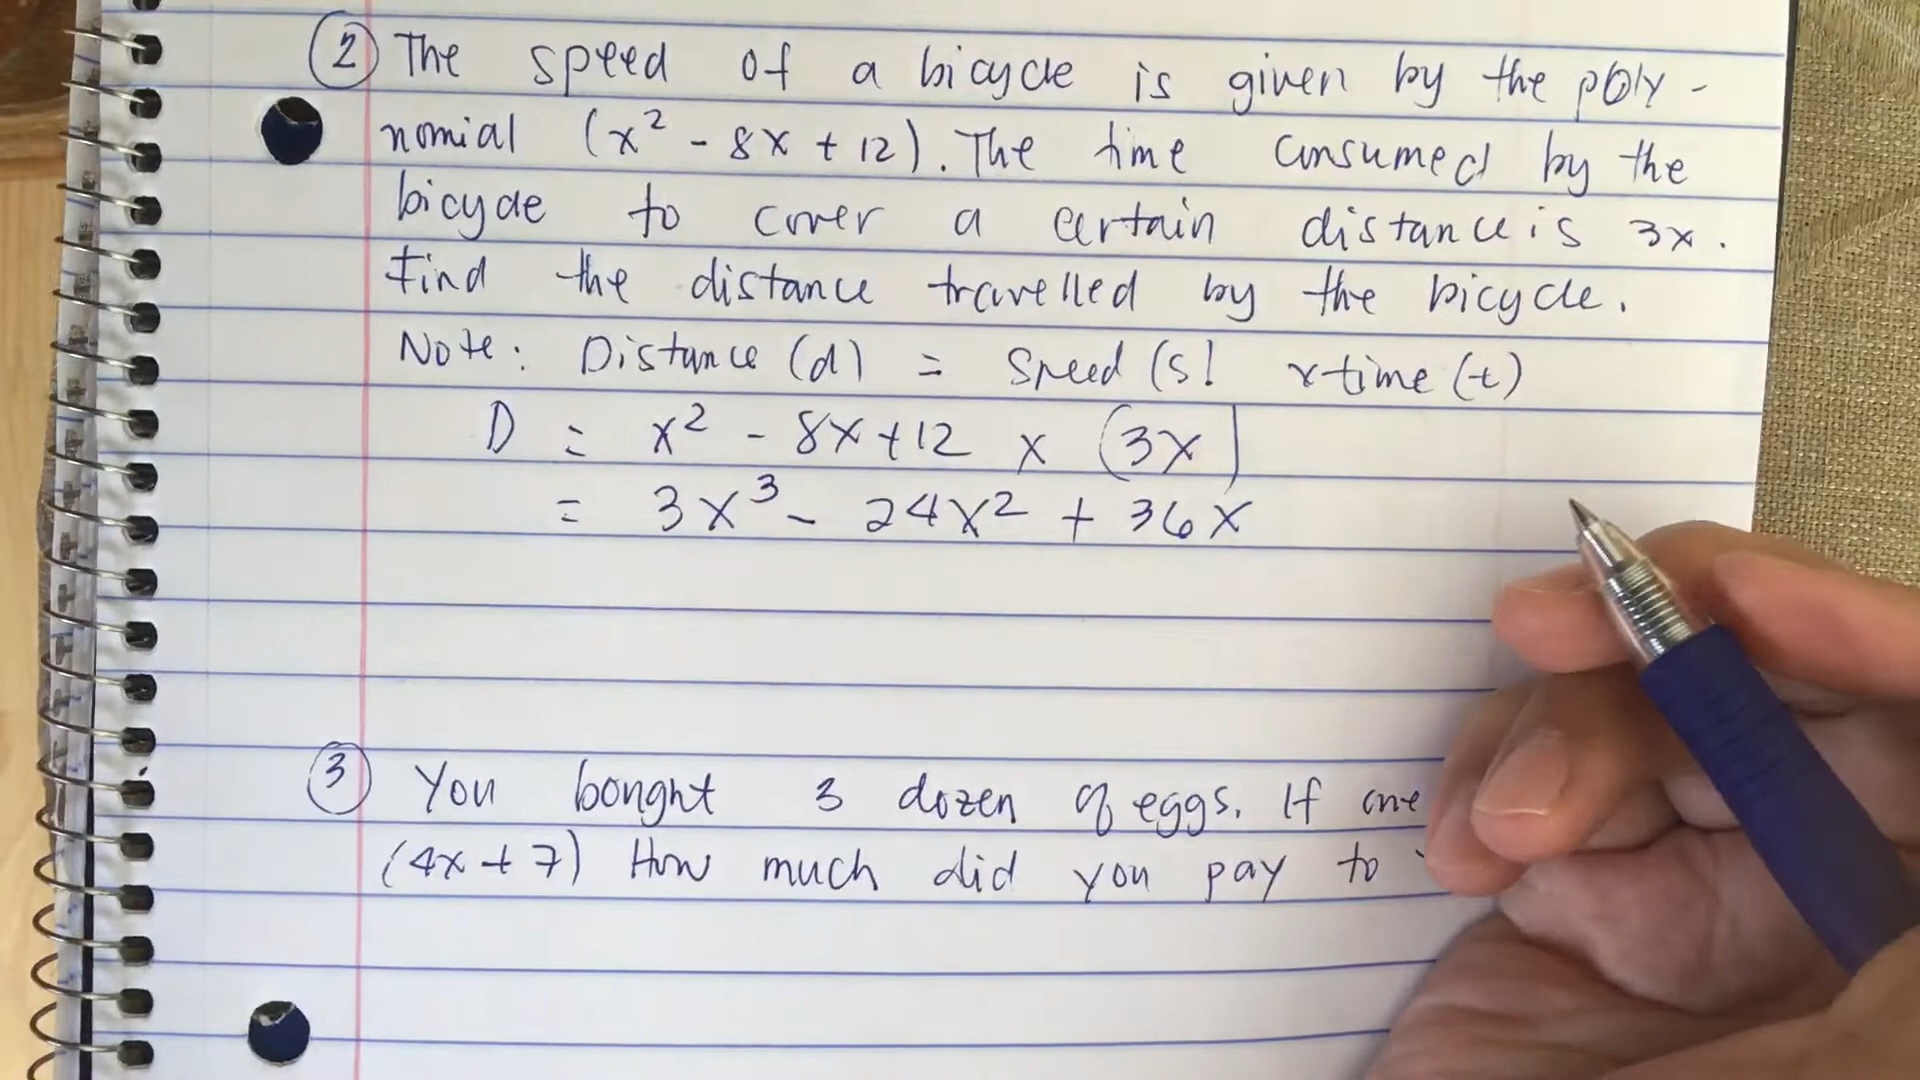 ② The speed of a bicycle is given by the poly-
nomial (x² - 8x + 12). The time consumed by the
bicycle to cover a certain distance is 3x.
Find the distance travelled by the bicycle.
Note: Distance (d) = Speed (s) x time (t)
D = x² - 8x + 12 x (3x)
= 3x³ - 24x² + 36x
③ You bought 3 dozen of eggs. If one
(4x + 7) How much did you pay to